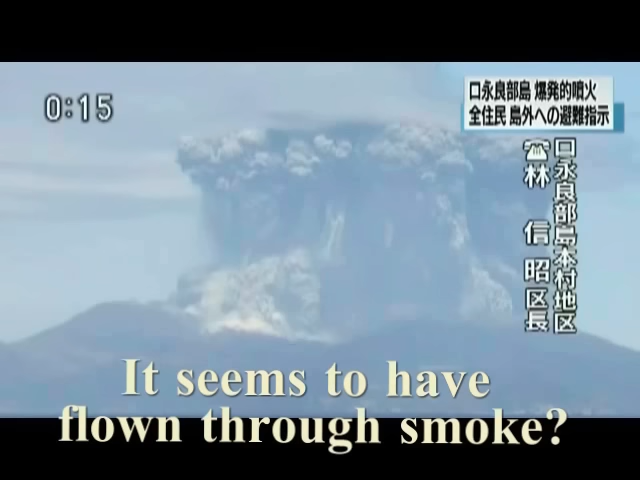 0:15
口永良部島 爆発的噴火
全住民 島外への避難指示
口永良部島本村地区
☎林 信昭区長
It seems to have
flown through smoke?